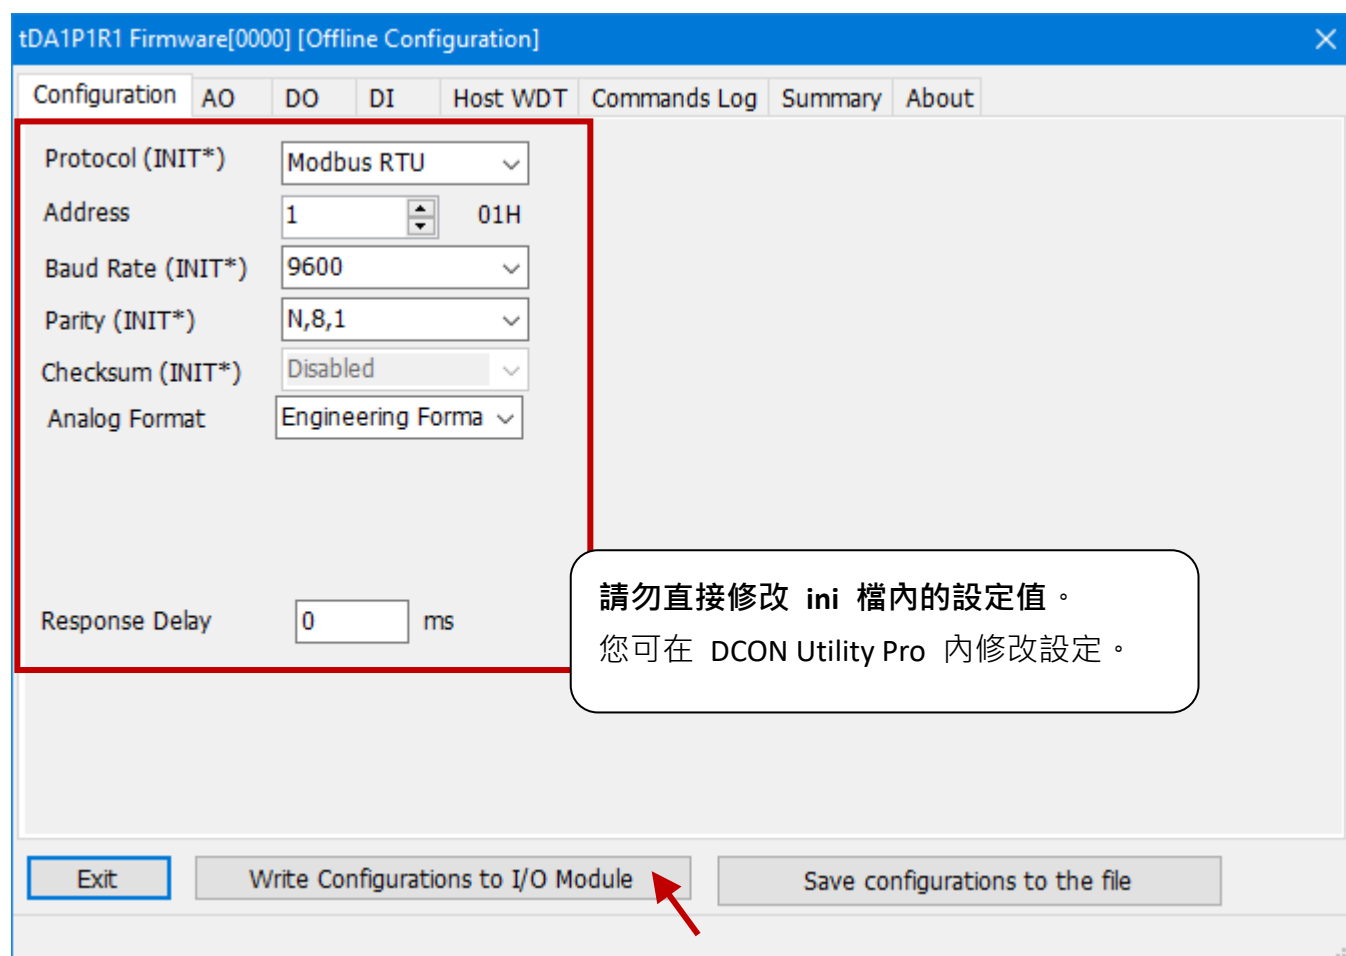 tDA1P1R1 Firmware[0000] [Offline Configuration]
Configuration AO DO DI Host WDT Commands Log Summary About
Protocol (INIT*) Modbus RTU
Address 1 01H
Baud Rate (INIT*) 9600
Parity (INIT*) N,8,1
Checksum (INIT*) Disabled
Analog Format Engineering Forma
Response Delay 0 ms
請勿直接修改 ini 檔內的設定值。
您可在 DCON Utility Pro 內修改設定。
Exit Write Configurations to I/O Module Save configurations to the file